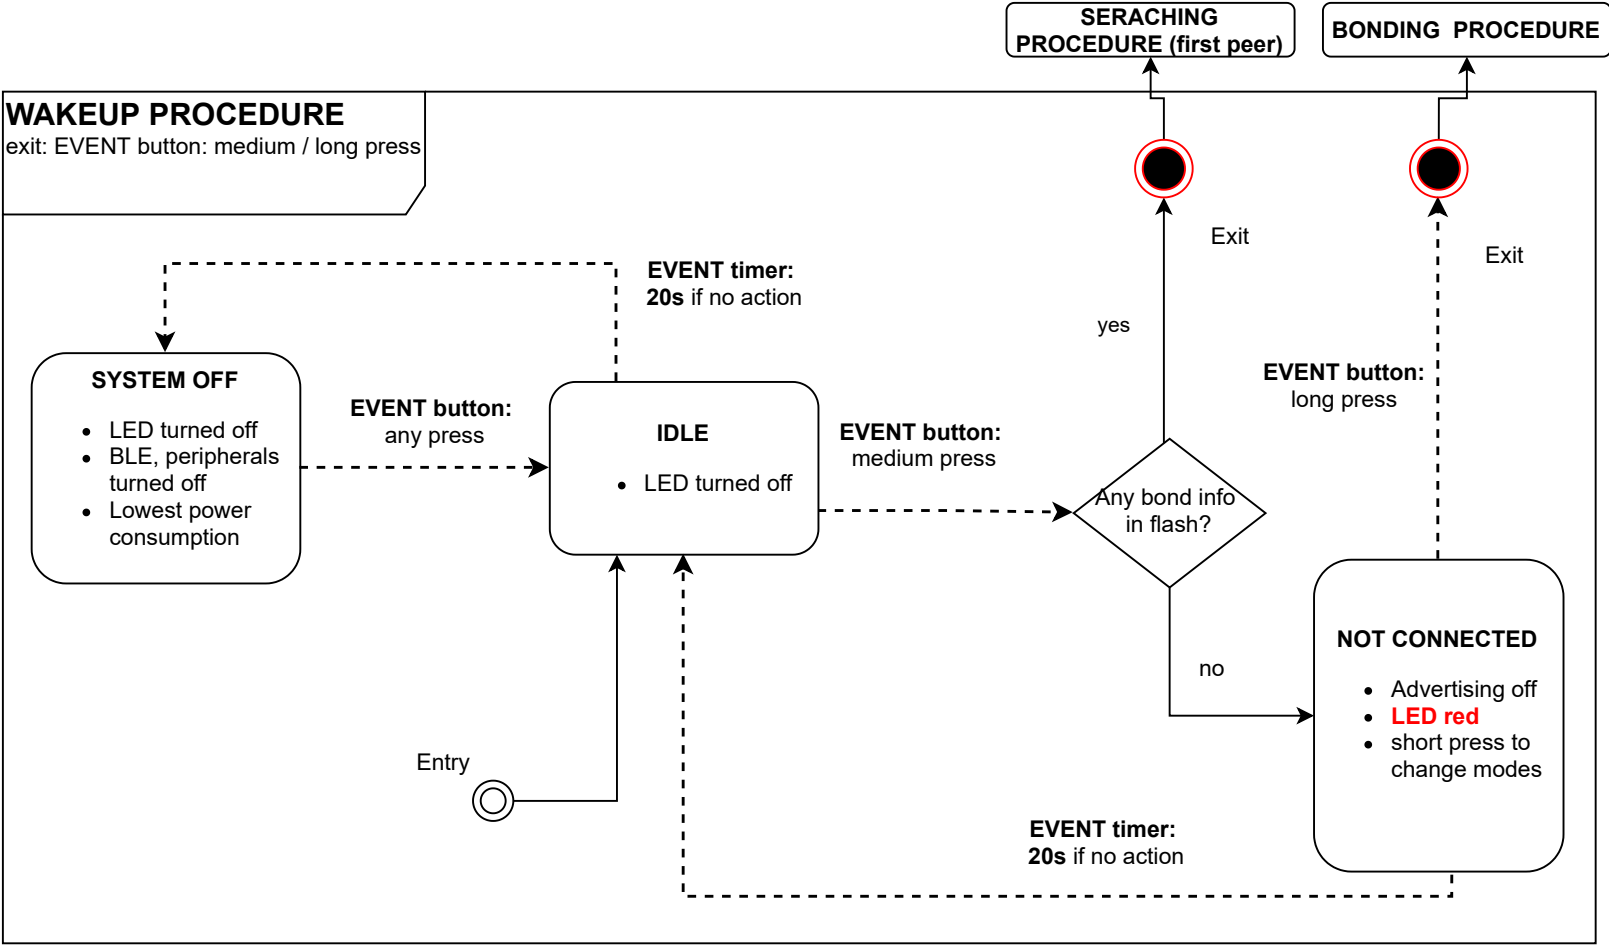 SERACHING
PROCEDURE (first peer)
BONDING PROCEDURE
WAKEUP PROCEDURE
exit: EVENT button: medium / long press
Exit
Exit
EVENT timer:
20s if no action
yes
EVENT button:
long press
SYSTEM OFF
LED turned off
BLE, peripherals
turned off
Lowest power
consumption
EVENT button:
any press
IDLE
LED turned off
EVENT button:
medium press
Any bond info
in flash?
no
NOT CONNECTED
Advertising off
LED red
short press to
change modes
Entry
EVENT timer:
20s if no action